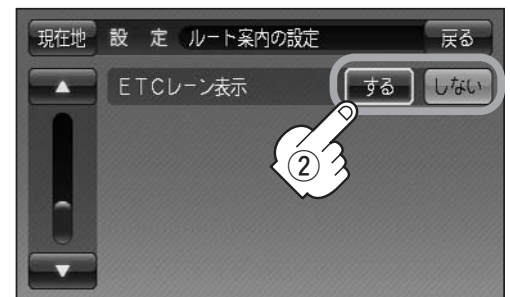 現在地 設 定 ルート案内の設定 戻る
▲ ETCレーン表示 する しない
②
▼